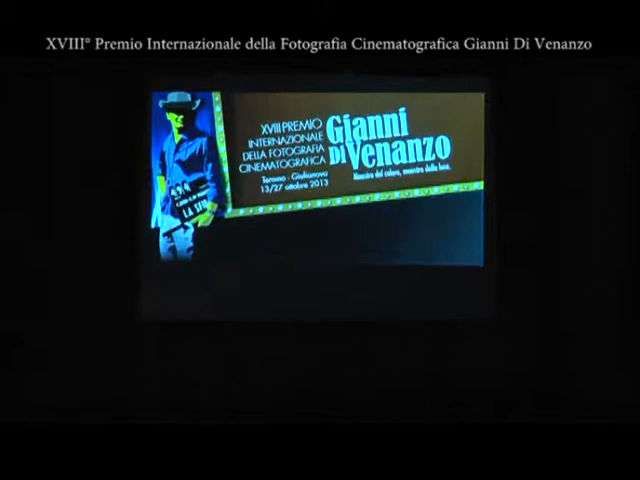 XVIII° Premio Internazionale della Fotografia Cinematografica Gianni Di Venanzo
XVIII PREMIO
INTERNAZIONALE
DELLA FOTOGRAFIA
CINEMATOGRAFICA
Teramo - Giulianova
13/27 ottobre 2013
Gianni
DI Venanzo
Maestro del colore, maestro della luce.
LA SFI